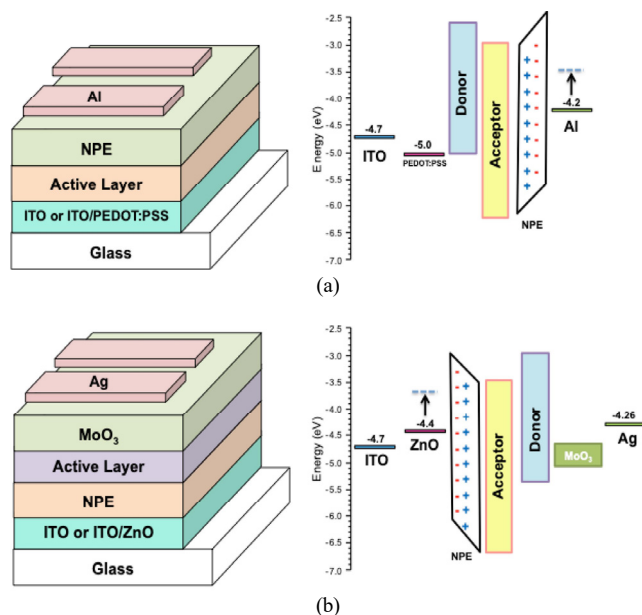 Al
NPE
Active Layer
ITO or ITO/PEDOT:PSS
Glass
Energy (eV)
-2.5
-3.0
-3.5
-4.0
-4.5
-5.0
-5.5
-6.0
-6.5
-7.0
-4.7
ITO
-5.0
PEDOT:PSS
Donor
Acceptor
NPE
-4.2
Al
(a)
Ag
MoO₃
Active Layer
NPE
ITO or ITO/ZnO
Glass
Energy (eV)
-2.5
-3.0
-3.5
-4.0
-4.5
-5.0
-5.5
-6.0
-6.5
-7.0
-4.7
ITO
-4.4
ZnO
NPE
Acceptor
Donor
MoO₃
-4.26
Ag
(b)